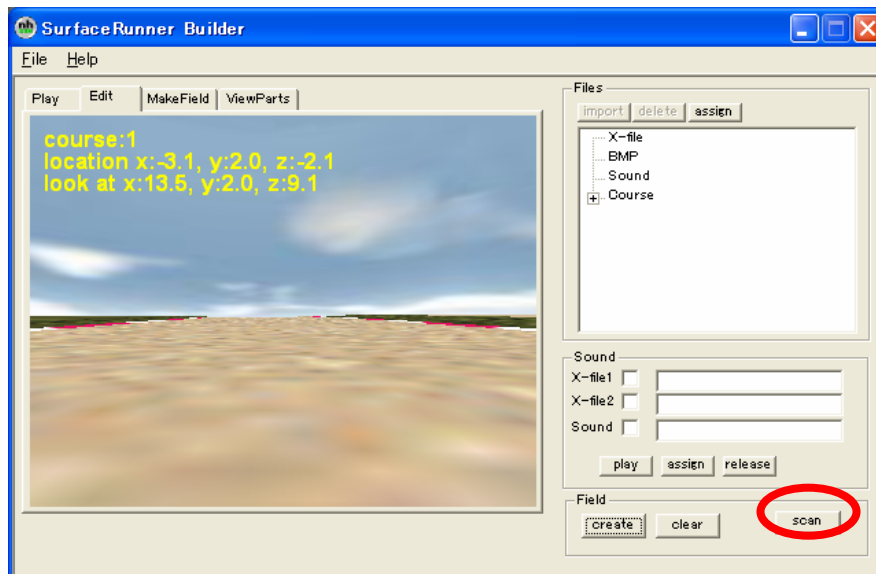 SurfaceRunner Builder
File Help
Play Edit MakeField ViewParts
course:1
location x:-3.1, y:2.0, z:-2.1
look at x:13.5, y:2.0, z:9.1
Files
import delete assign
X-file
BMP
Sound
Course
Sound
X-file1
X-file2
Sound
play assign release
Field
create clear scan